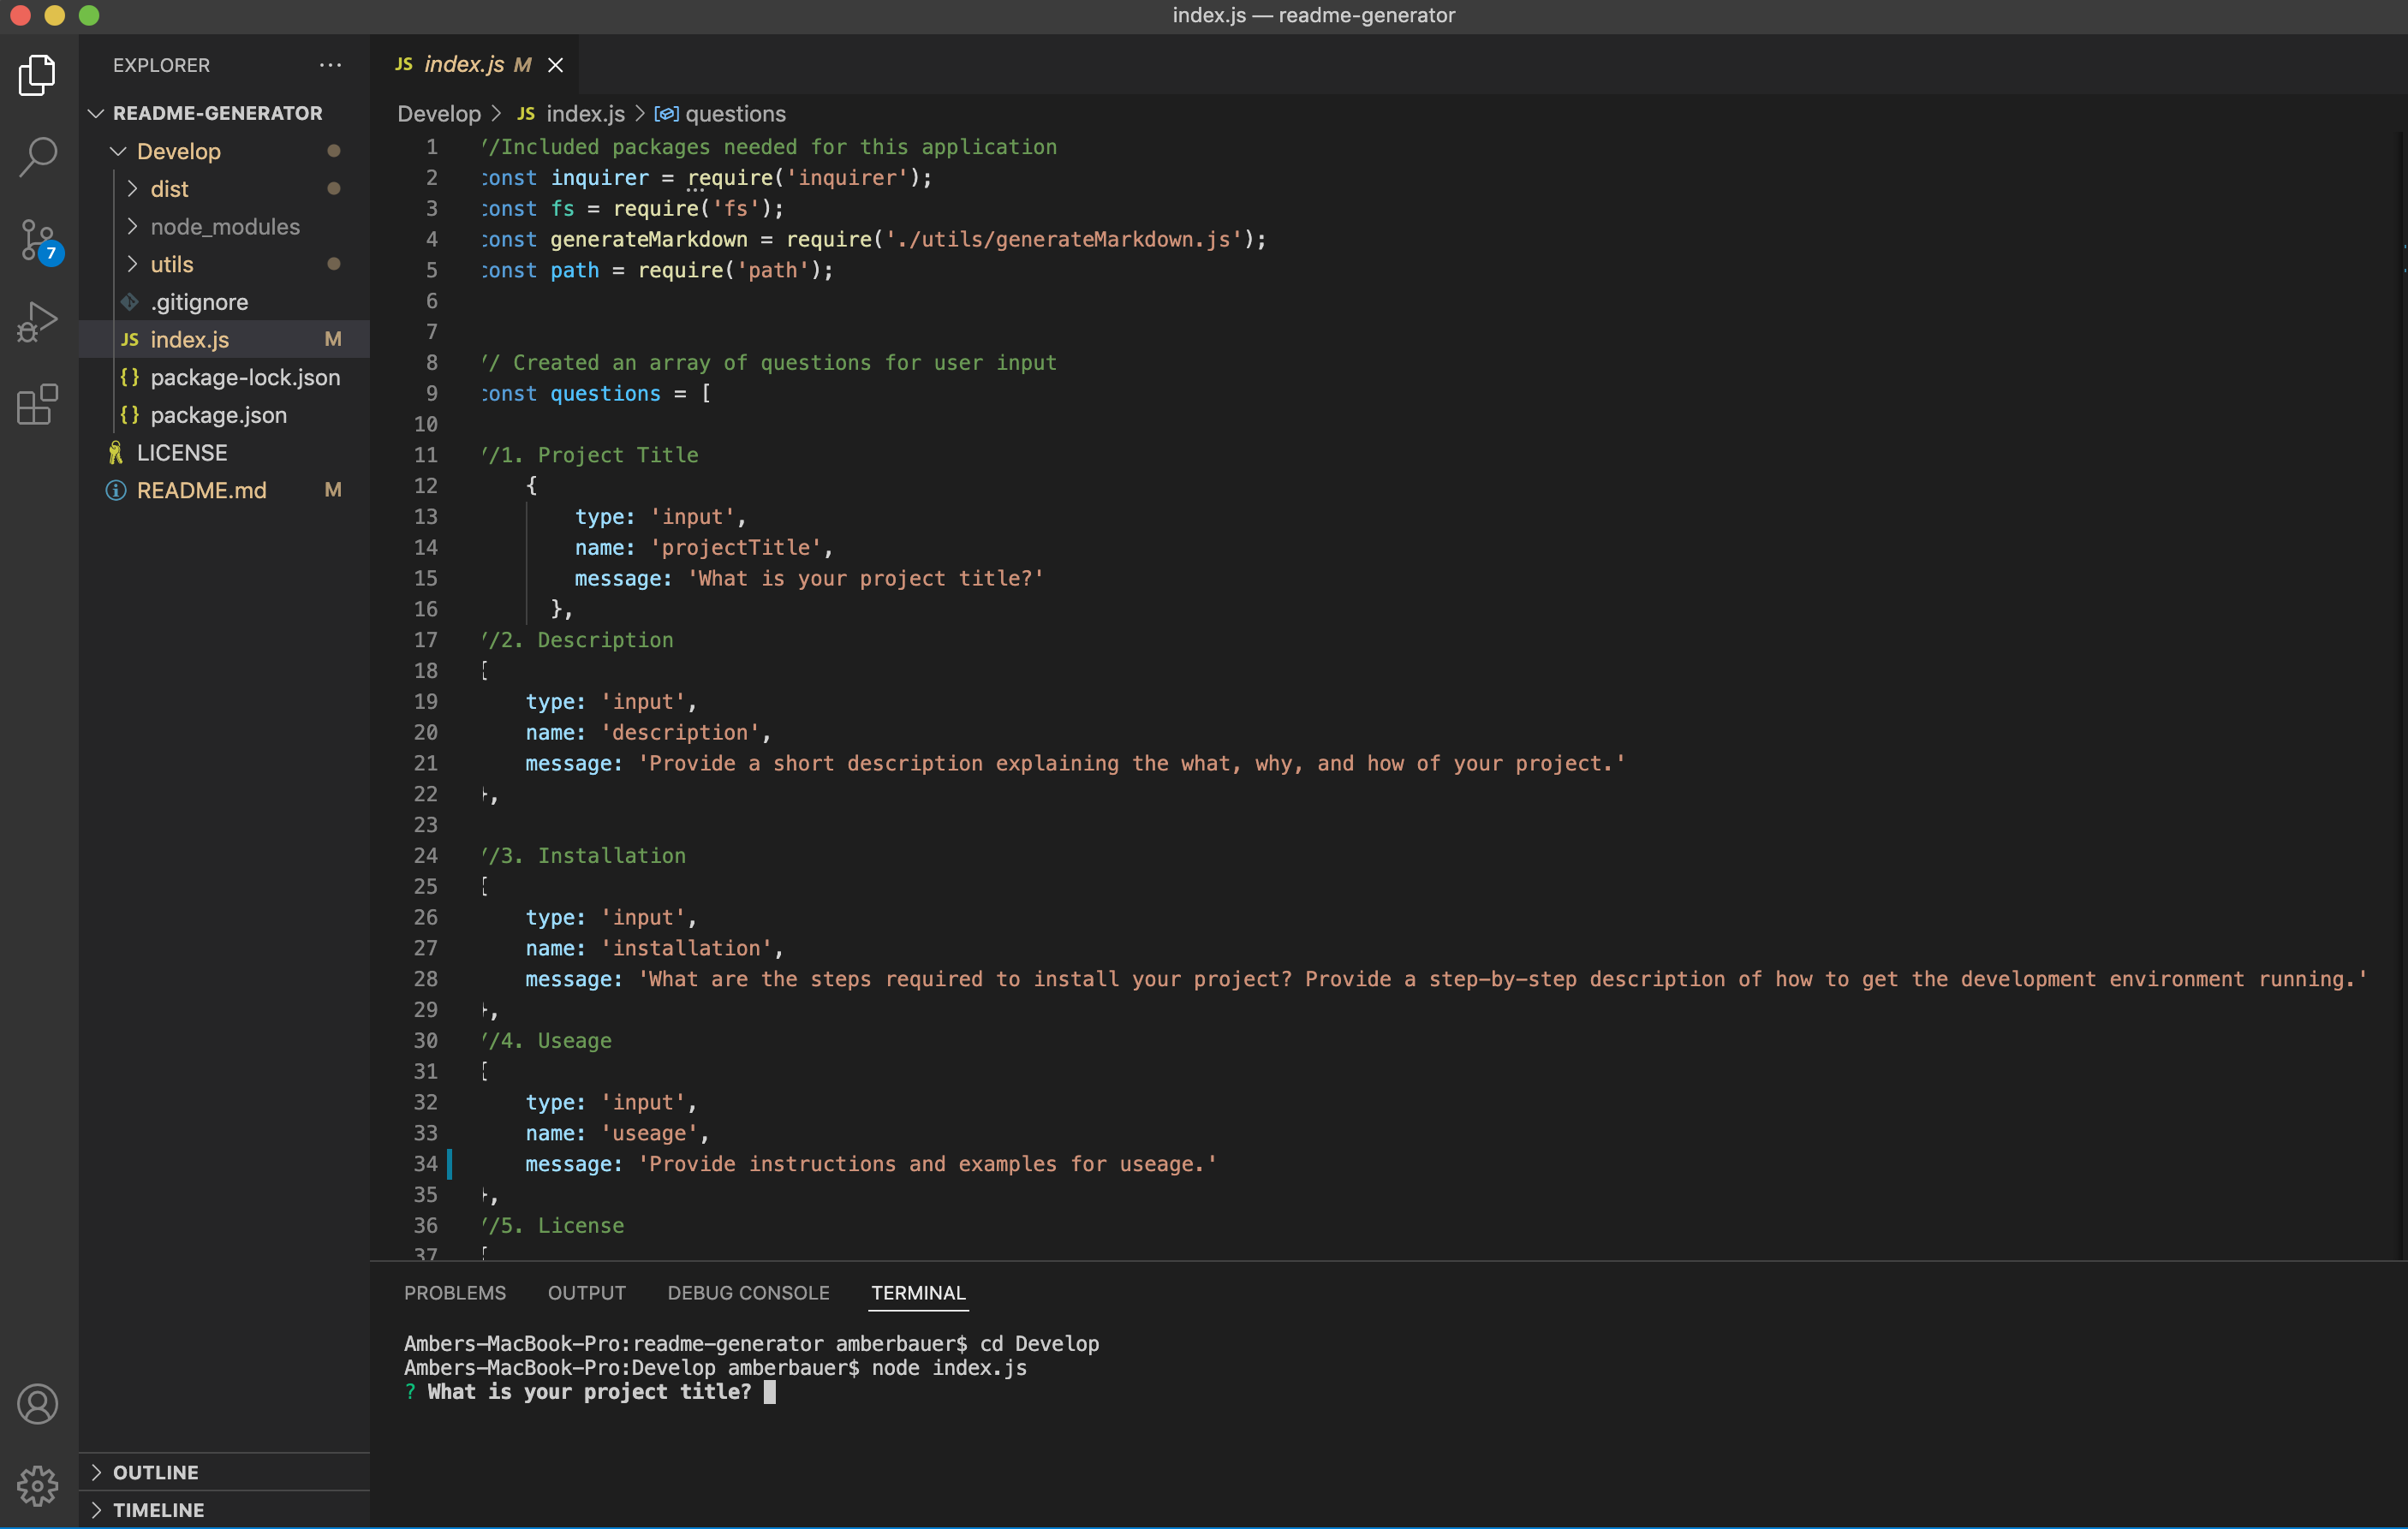 index.js — readme-generator
EXPLORER
README-GENERATOR
Develop
dist
node_modules
utils
.gitignore
JS index.js M
package-lock.json
package.json
LICENSE
README.md M
7
OUTLINE
TIMELINE
JS index.js M
Develop > JS index.js > questions
1 //Included packages needed for this application
2 const inquirer = require('inquirer');
3 const fs = require('fs');
4 const generateMarkdown = require('./utils/generateMarkdown.js');
5 const path = require('path');
6
7
8 // Created an array of questions for user input
9 const questions = [
10
11 //1. Project Title
12 {
13 type: 'input',
14 name: 'projectTitle',
15 message: 'What is your project title?'
16 },
17 //2. Description
18 {
19 type: 'input',
20 name: 'description',
21 message: 'Provide a short description explaining the what, why, and how of your project.'
22 },
23
24 //3. Installation
25 {
26 type: 'input',
27 name: 'installation',
28 message: 'What are the steps required to install your project? Provide a step-by-step description of how to get the development environment running.'
29 },
30 //4. Useage
31 {
32 type: 'input',
33 name: 'useage',
34 message: 'Provide instructions and examples for useage.'
35 },
36 //5. License
37 {
PROBLEMS OUTPUT DEBUG CONSOLE TERMINAL
Ambers-MacBook-Pro:readme-generator amberbauer$ cd Develop
Ambers-MacBook-Pro:Develop amberbauer$ node index.js
? What is your project title?